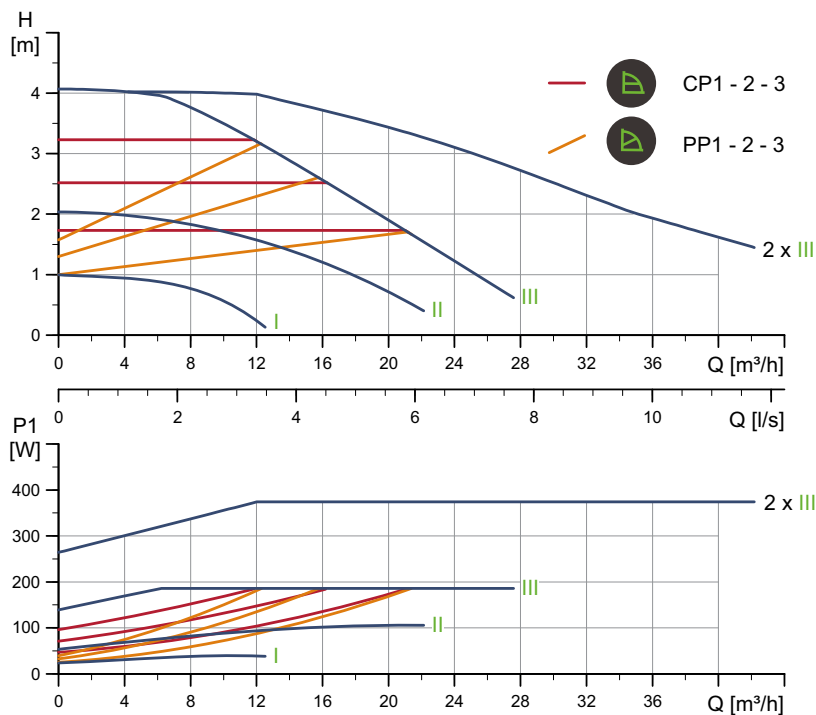 H
[m]
4
3
2
1
0
CP1 - 2 - 3
PP1 - 2 - 3
2 x III
III
II
I
0 4 8 12 16 20 24 28 32 36 Q [m³/h]
0 2 4 6 8 10 Q [l/s]
P1
[W]
400
300
200
100
0
2 x III
III
II
I
0 4 8 12 16 20 24 28 32 36 Q [m³/h]